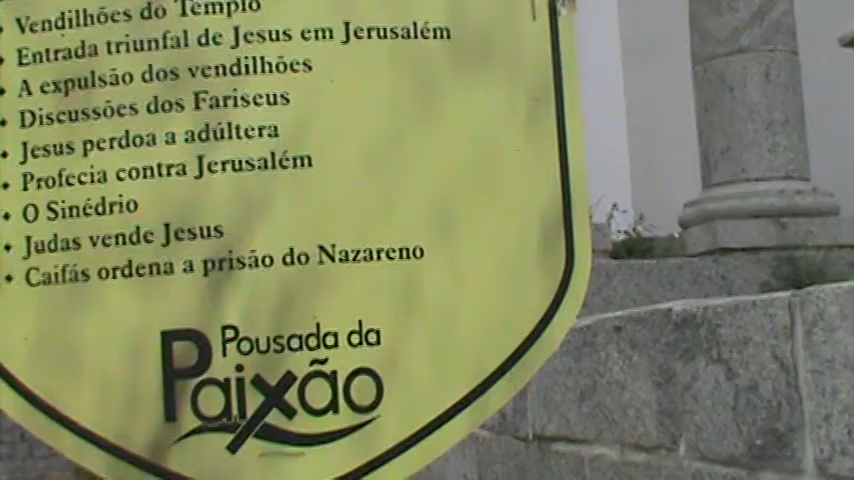 Vendilhões do Templo
Entrada triunfal de Jesus em Jerusalém
A expulsão dos vendilhões
Discussões dos Fariseus
Jesus perdoa a adúltera
Profecia contra Jerusalém
O Sinédrio
Judas vende Jesus
Caifás ordena a prisão do Nazareno
Pousada da
Paixão